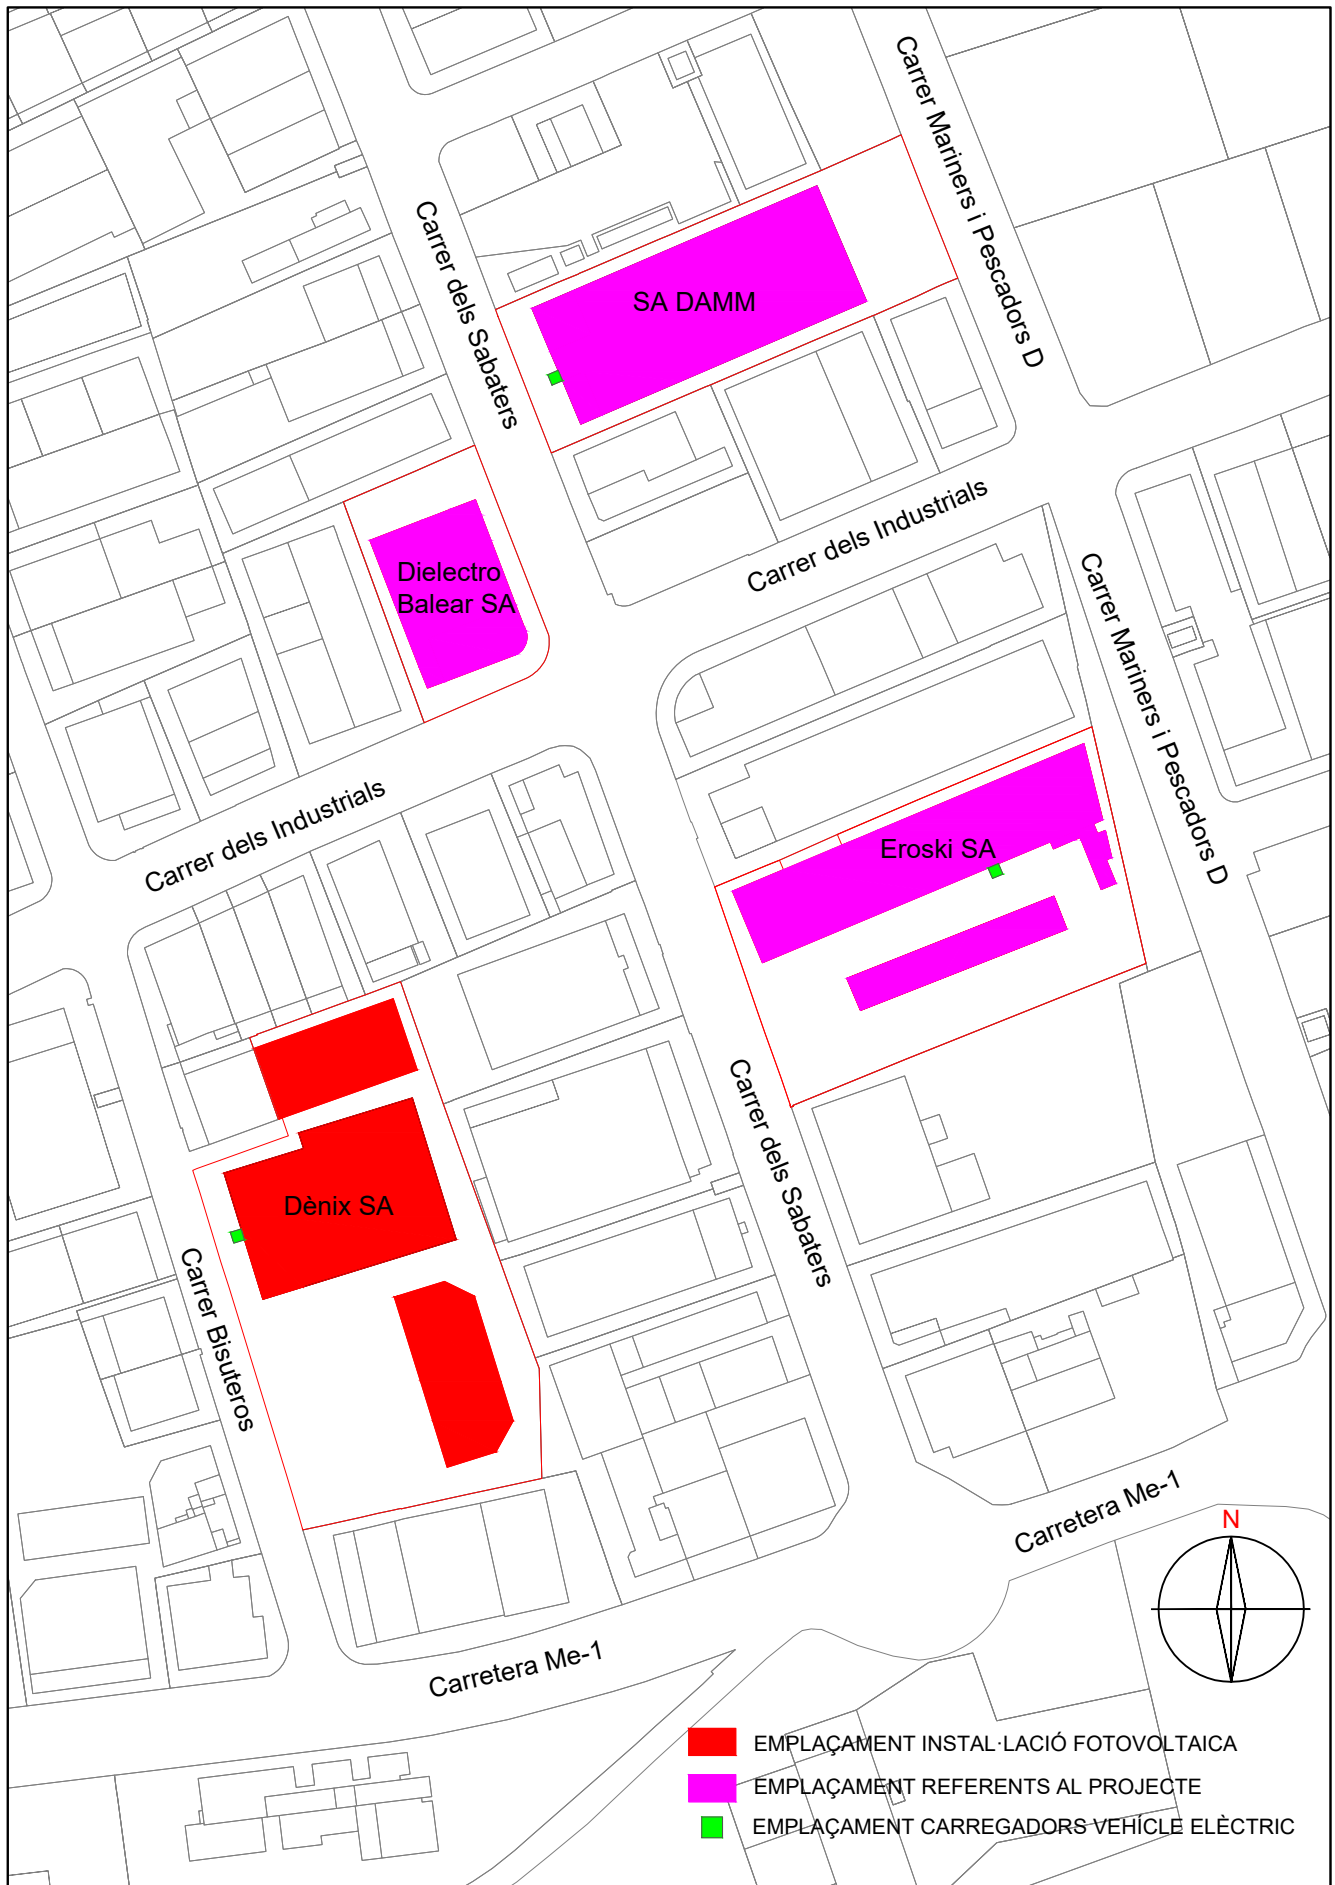 Carrer Mariners i Pescadors D
Carrer dels Sabaters
SA DAMM
Carrer dels Industrials
Dielectro
Balear SA
Carrer Mariners i Pescadors D
Carrer dels Industrials
Eroski SA
Carrer dels Sabaters
Dènix SA
Carrer Bisuteros
Carretera Me-1
N
Carretera Me-1
EMPLAÇAMENT INSTAL·LACIÓ FOTOVOLTAICA
EMPLAÇAMENT REFERENTS AL PROJECTE
EMPLAÇAMENT CARREGADORS VEHÍCLE ELÈCTRIC